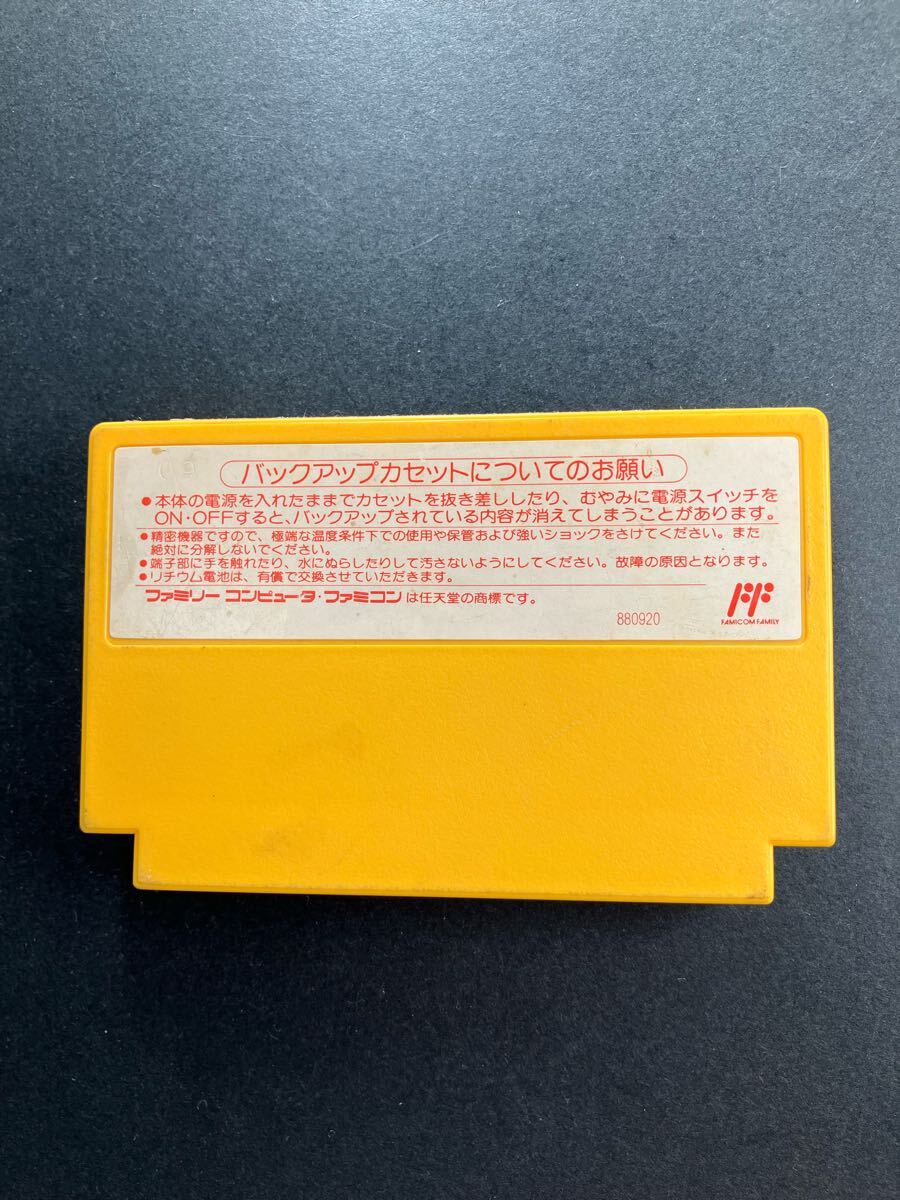 09
バックアップカセットについてのお願い
●本体の電源を入れたままでカセットを抜き差ししたり、むやみに電源スイッチを
ON・OFFすると、バックアップされている内容が消えてしまうことがあります。
●精密機器ですので、極端な温度条件下での使用や保管および強いショックをさけてください。また
絶対に分解しないでください。
●端子部に手を触れたり、水にぬらしたりして汚さないようにしてください。故障の原因となります。
●リチウム電池は、有償で交換させていただきます。
ファミリーコンピュータ・ファミコンは任天堂の商標です。
880920
FAMICOM FAMILY